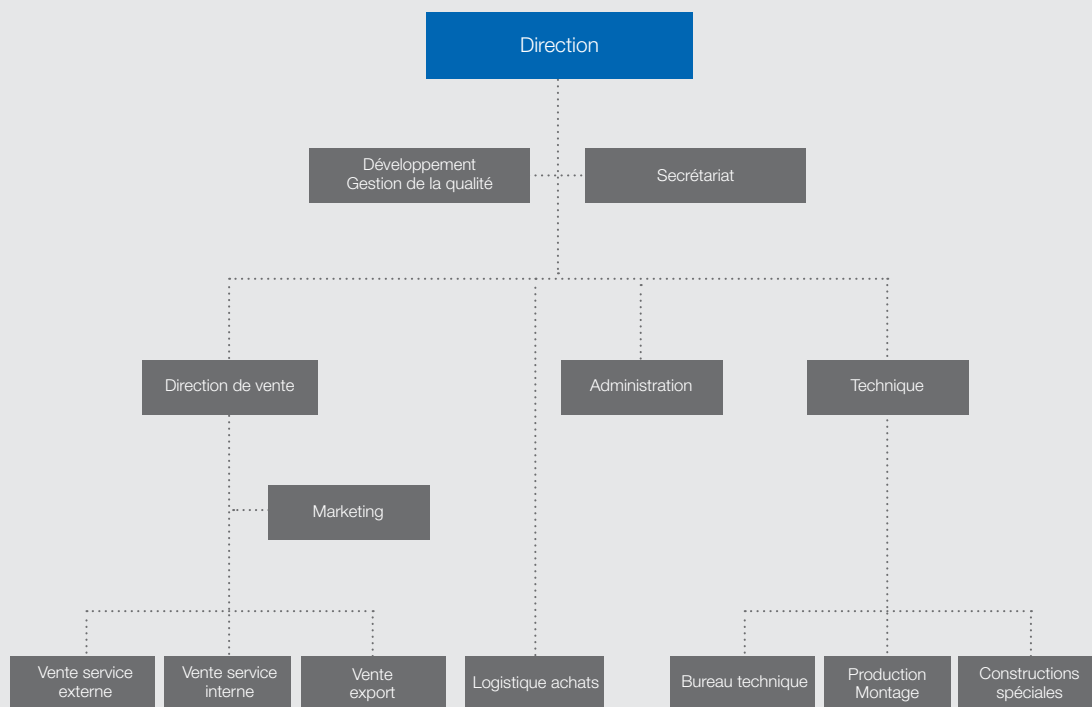 Direction
Développement
Gestion de la qualité
Secrétariat
Direction de vente
Administration
Technique
Marketing
Vente service
externe
Vente service
interne
Vente
export
Logistique achats
Bureau technique
Production
Montage
Constructions
spéciales